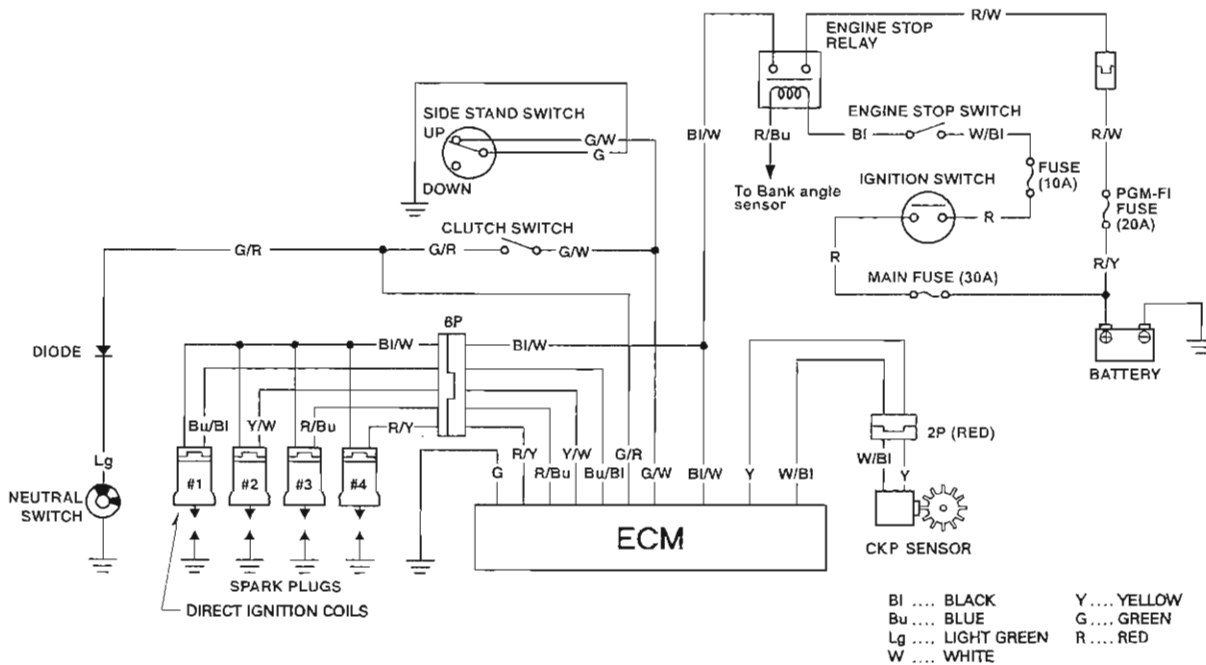 R/W
ENGINE STOP
RELAY
SIDE STAND SWITCH
UP
G/W
G
DOWN
Bl/W
R/Bu
Bl
ENGINE STOP SWITCH
W/Bl
R/W
To Bank angle
sensor
IGNITION SWITCH
FUSE
(10A)
PGM-FI
FUSE
(20A)
R
R
R/Y
MAIN FUSE (30A)
CLUTCH SWITCH
G/R
G/R
G/W
BATTERY
6P
DIODE
Bl/W
Bl/W
Bu/Bl
Y/W
R/Bu
R/Y
2P (RED)
W/Bl
Y
Lg
#1
#2
#3
#4
G
R/Y
R/Bu
Y/W
Bu/Bl
G/R
G/W
Bl/W
Y
W/Bl
NEUTRAL
SWITCH
ECM
CKP SENSOR
SPARK PLUGS
DIRECT IGNITION COILS
Bl .... BLACK
Y .... YELLOW
Bu .... BLUE
G .... GREEN
Lg .... LIGHT GREEN
R .... RED
W .... WHITE